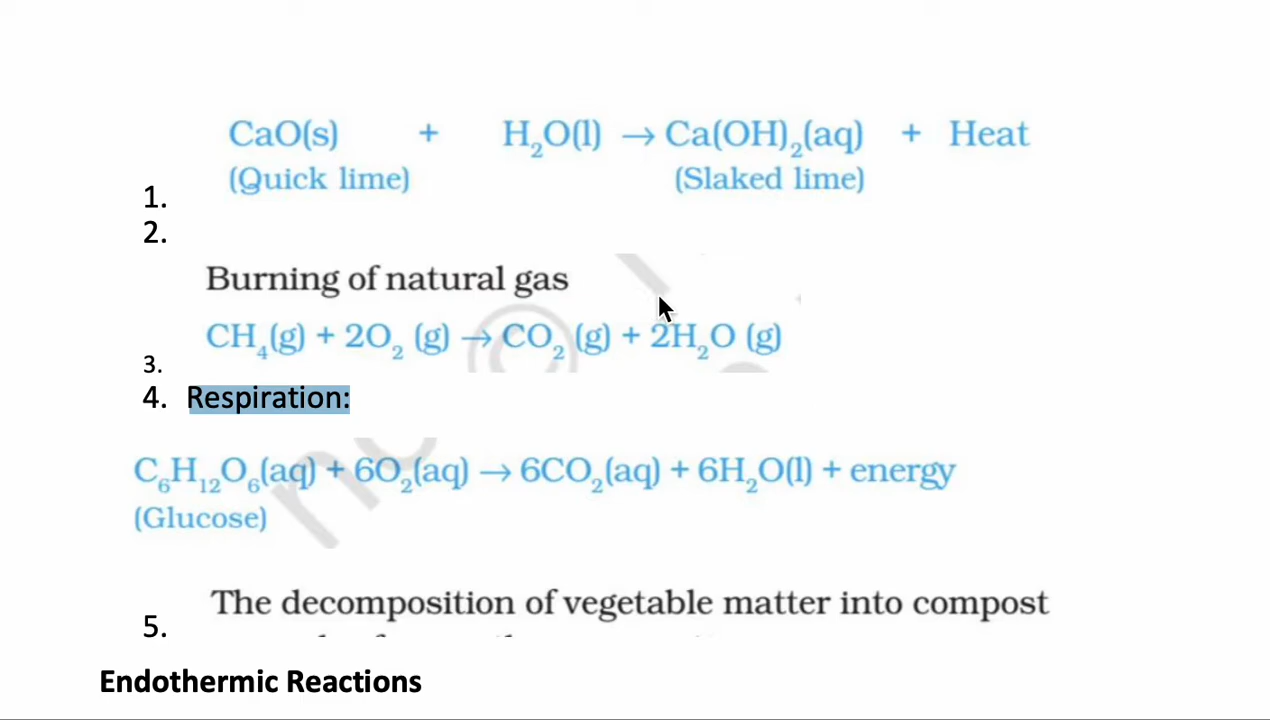 CaO(s) + H₂O(l) → Ca(OH)₂(aq) + Heat
(Quick lime) (Slaked lime)
1.
2.
Burning of natural gas
CH₄(g) + 2O₂ (g) → CO₂ (g) + 2H₂O (g)
3.
4. Respiration:
C₆H₁₂O₆(aq) + 6O₂(aq) → 6CO₂(aq) + 6H₂O(l) + energy
(Glucose)
The decomposition of vegetable matter into compost
5.
Endothermic Reactions